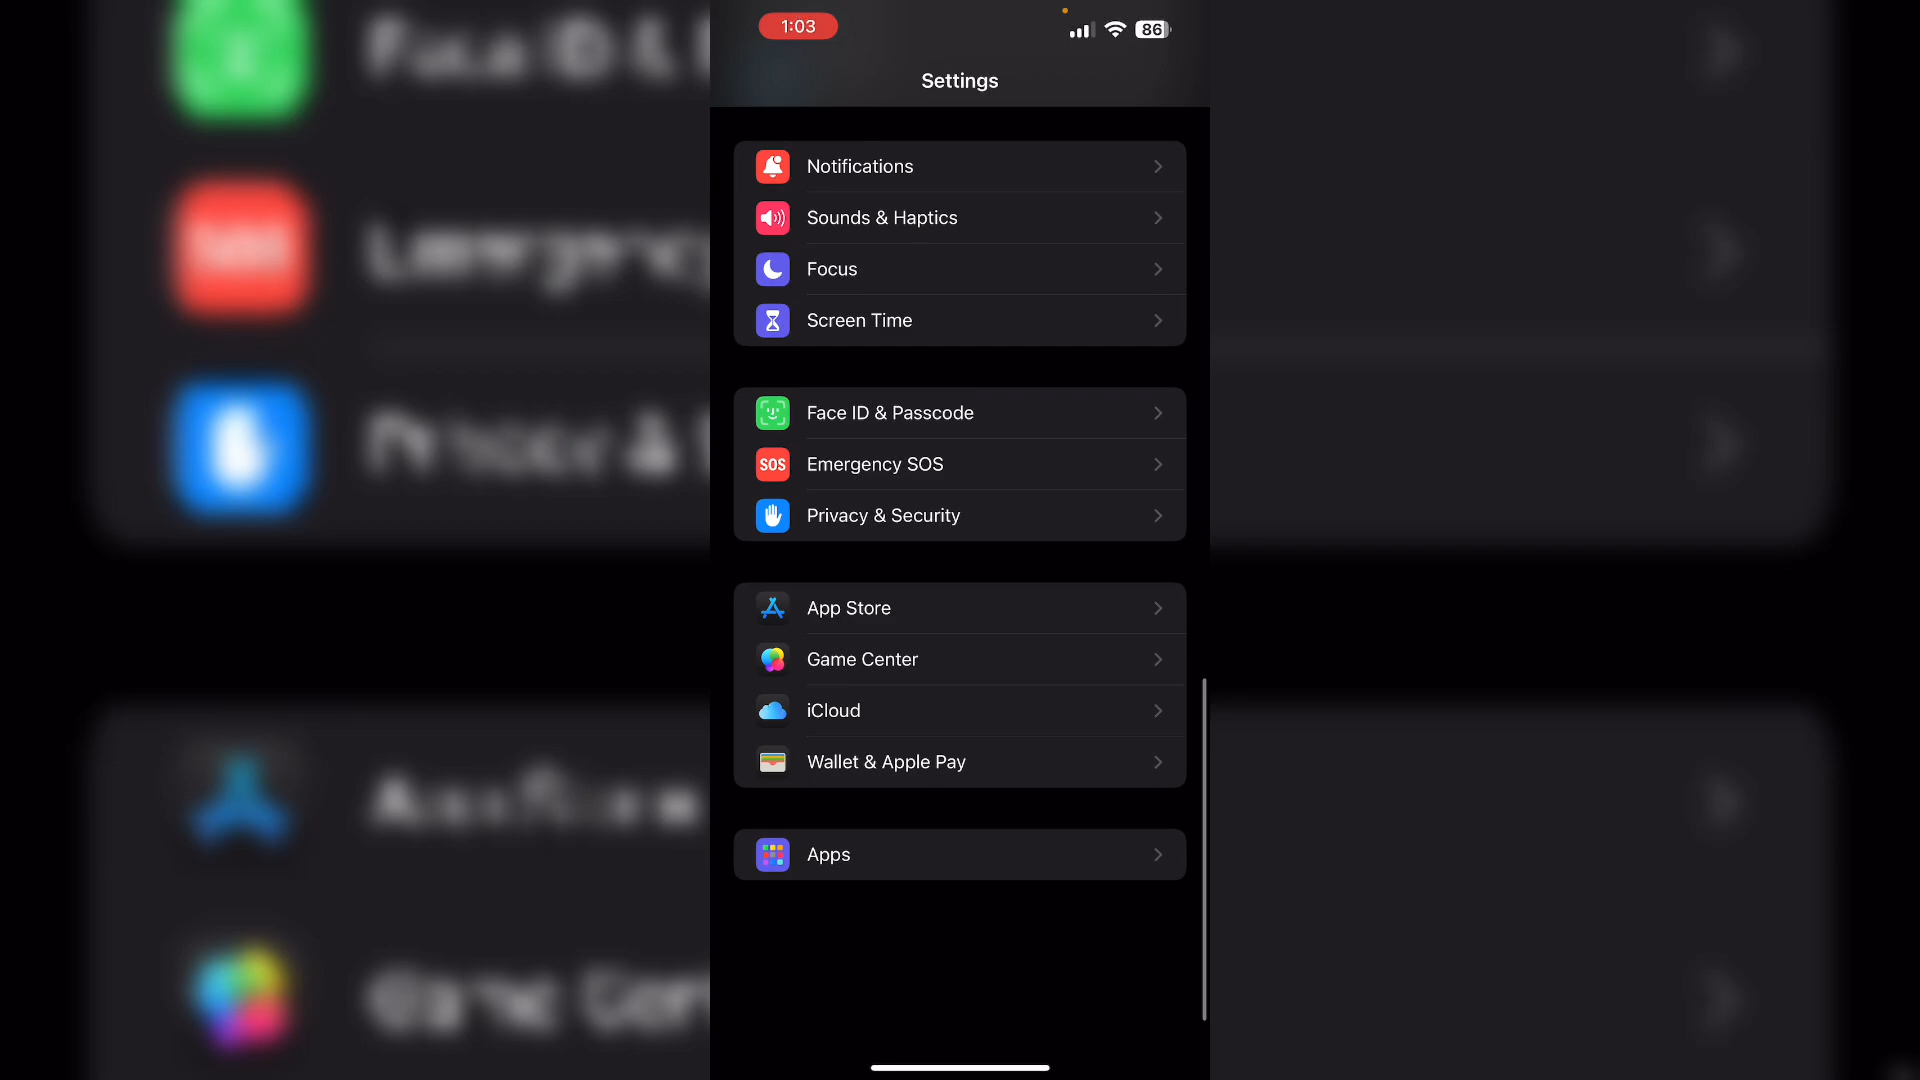 1:03
86
Settings
Notifications
Sounds & Haptics
Focus
Screen Time
Face ID & Passcode
SOS Emergency SOS
Privacy & Security
App Store
Game Center
iCloud
Wallet & Apple Pay
Apps